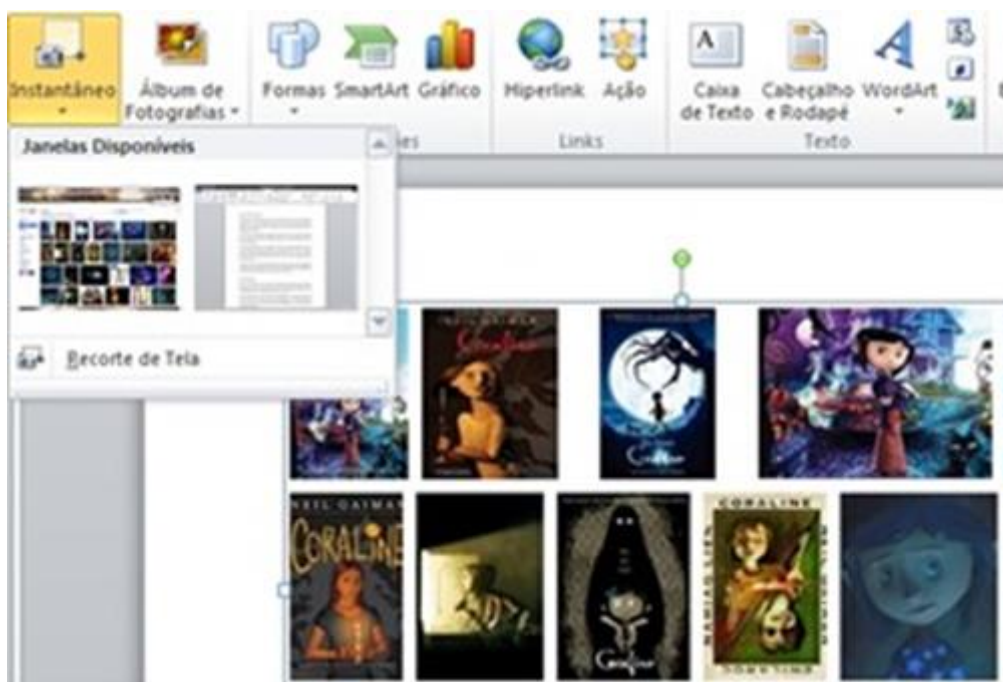 Instantâneo
Álbum de
Fotografias
Formas
SmartArt
Gráfico
Hiperlink
Ação
Caixa
de Texto
Cabeçalho
e Rodapé
WordArt
Links
Texto
Janelas Disponíveis
Recorte de Tela
Coraline
NEIL GAIMAN
CORALINE
CORALINE